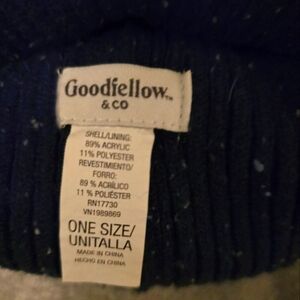 Goodfellow™
& CO
SHELL/LINING:
89% ACRYLIC
11% POLYESTER
REVESTIMIENTO/
FORRO:
89 % ACRÍLICO
11 % POLIÉSTER
RN17730
VN1989869
ONE SIZE/
UNITALLA
MADE IN CHINA
HECHO EN CHINA